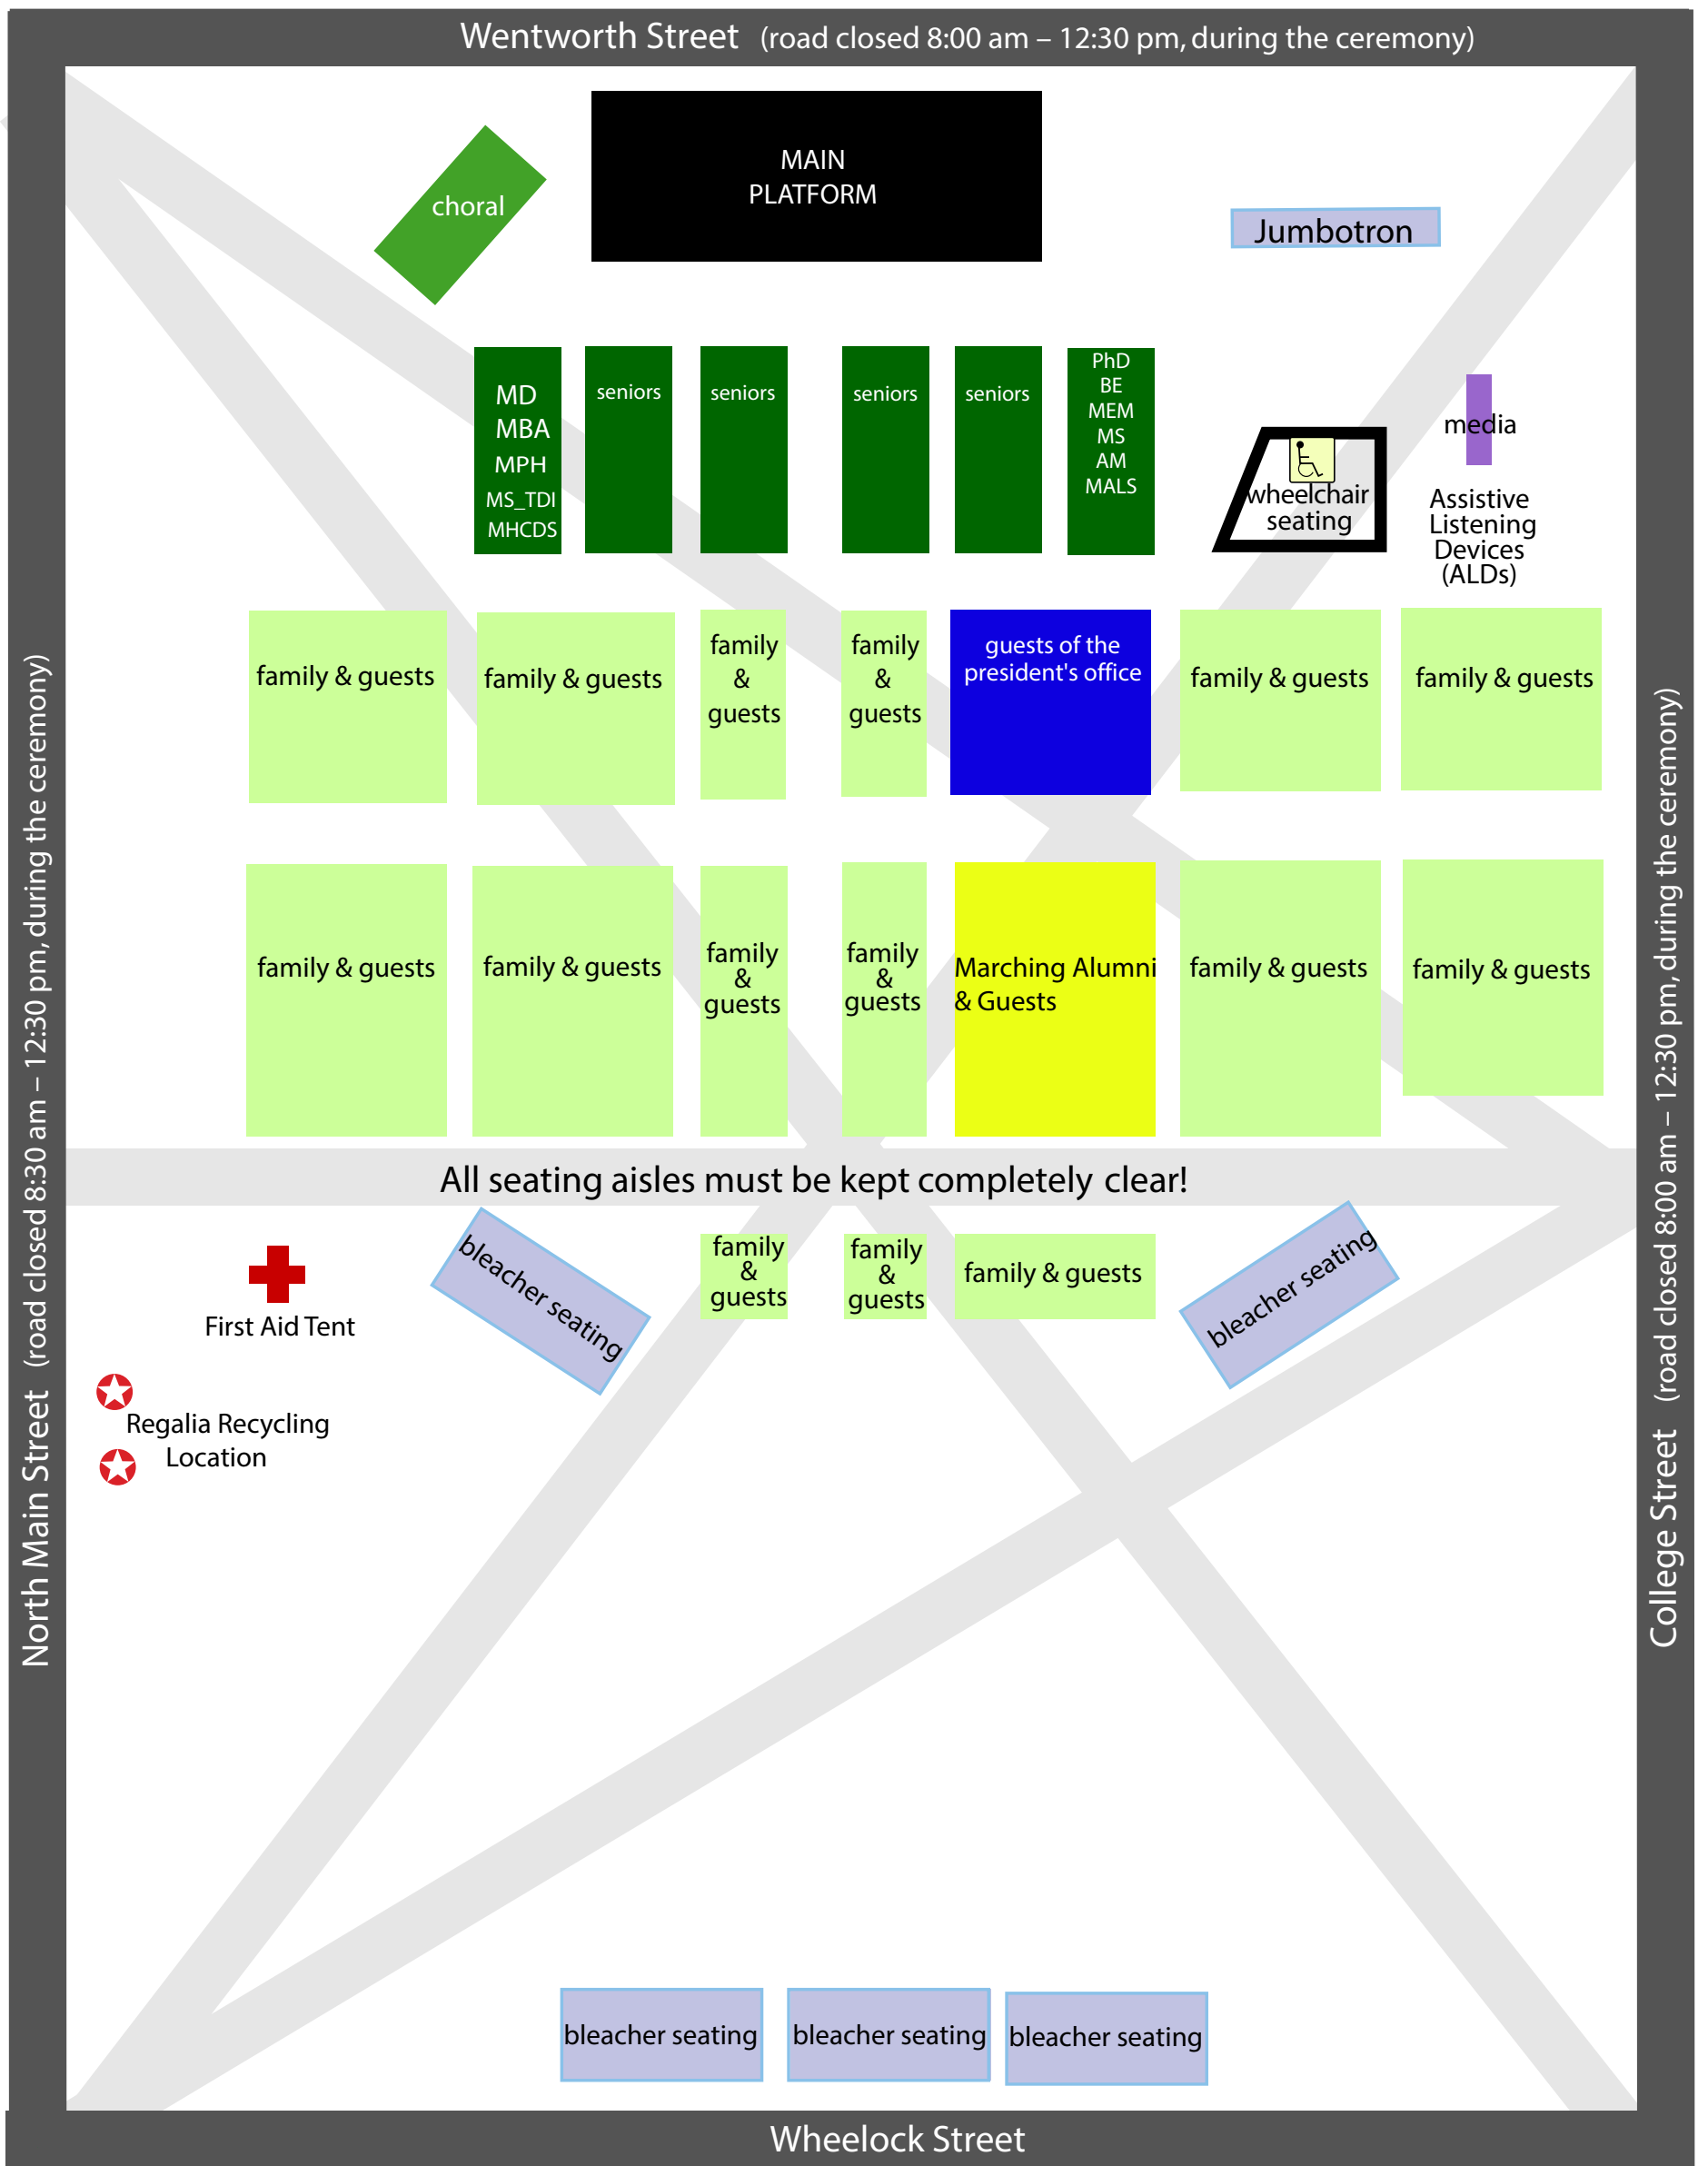 Wentworth Street (road closed 8:00 am – 12:30 pm, during the ceremony)
MAIN
PLATFORM
choral
Jumbotron
MD
MBA
MPH
MS_TDI
MHCDS
seniors
seniors
seniors
seniors
PhD
BE
MEM
MS
AM
MALS
wheelchair
seating
media
Assistive
Listening
Devices
(ALDs)
family & guests
family & guests
family
&
guests
family
&
guests
guests of the
president's office
family & guests
family & guests
family & guests
family & guests
family
&
guests
family
&
guests
Marching Alumni
& Guests
family & guests
family & guests
All seating aisles must be kept completely clear!
North Main Street (road closed 8:30 am – 12:30 pm, during the ceremony)
College Street (road closed 8:00 am – 12:30 pm, during the ceremony)
First Aid Tent
bleacher seating
family
&
guests
family
&
guests
family & guests
bleacher seating
Regalia Recycling
Location
bleacher seating
bleacher seating
bleacher seating
Wheelock Street